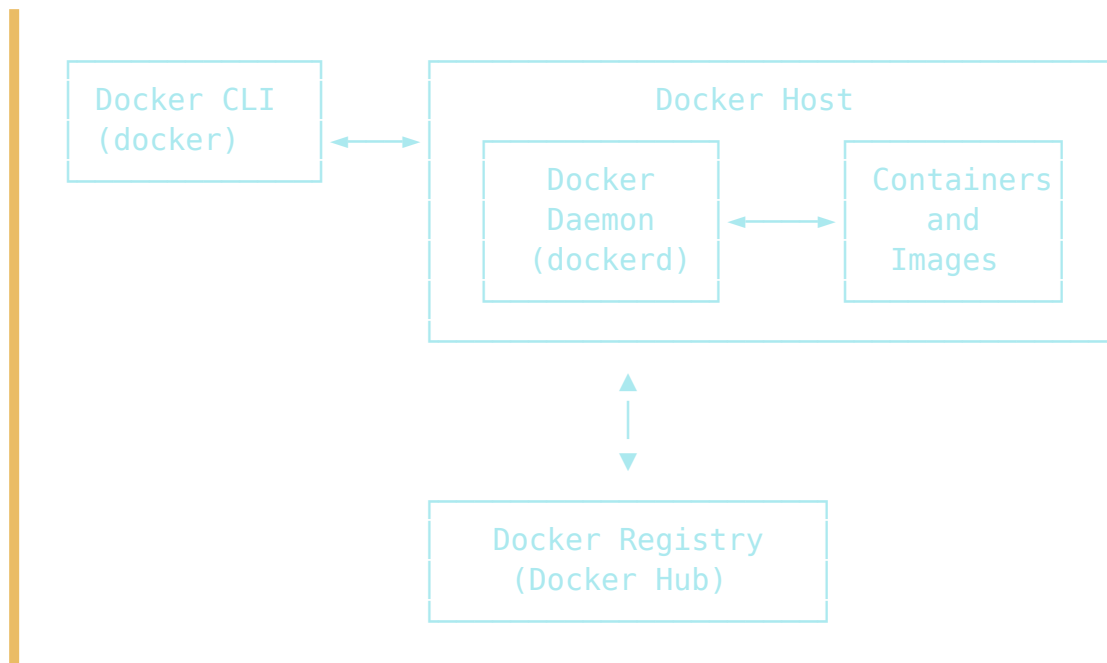 Docker CLI
(docker)
Docker Host
Docker
Daemon
(dockerd)
Containers
and
Images
Docker Registry
(Docker Hub)